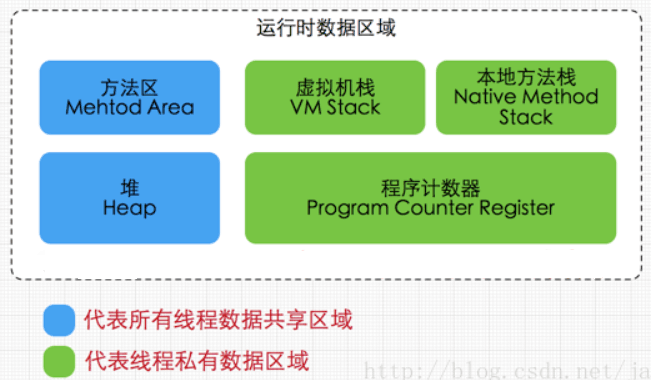 运行时数据区域
方法区
Mehtod Area
虚拟机栈
VM Stack
本地方法栈
Native Method
Stack
堆
Heap
程序计数器
Program Counter Register
代表所有线程数据共享区域
代表线程私有数据区域
http://blog.csdn.net/ja